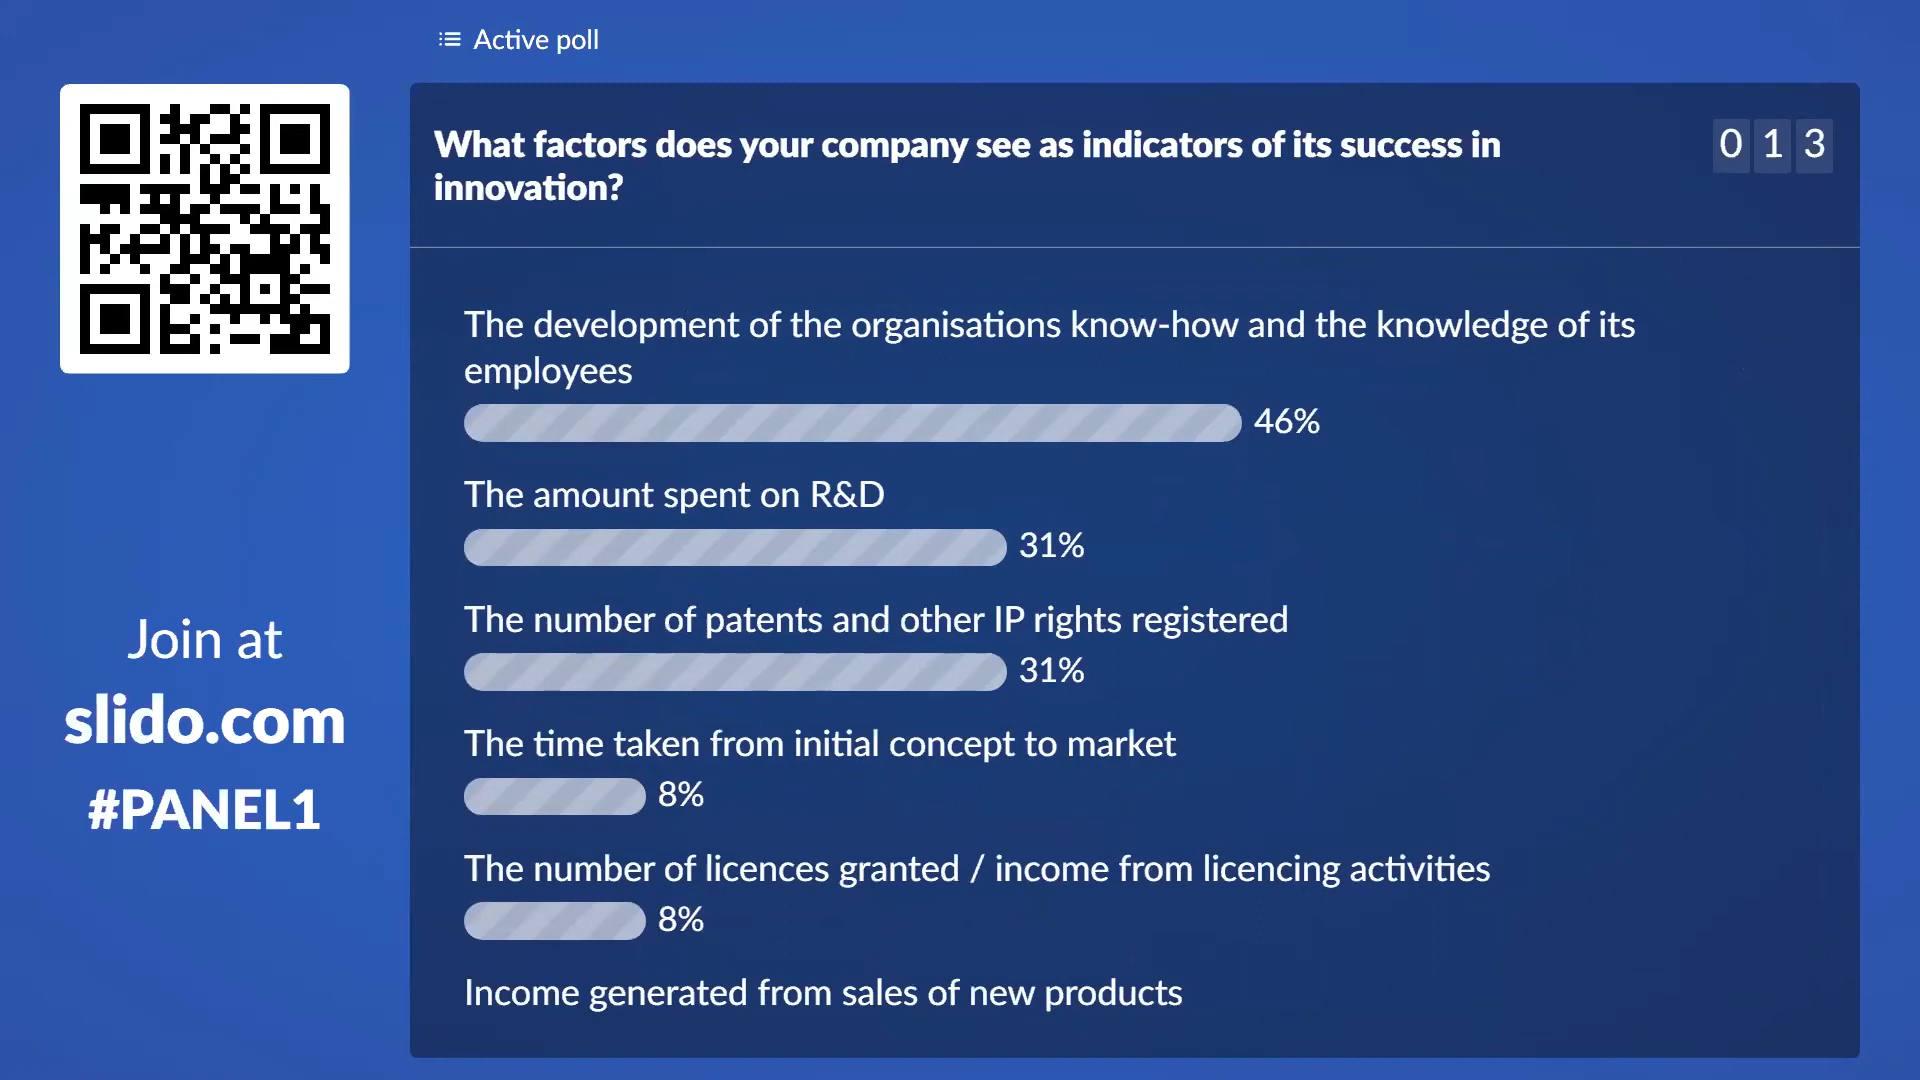 Active poll
What factors does your company see as indicators of its success in
innovation?
013
The development of the organisations know-how and the knowledge of its
employees
46%
The amount spent on R&D
31%
The number of patents and other IP rights registered
31%
The time taken from initial concept to market
8%
The number of licences granted / income from licencing activities
8%
Income generated from sales of new products
Join at
slido.com
#PANEL1